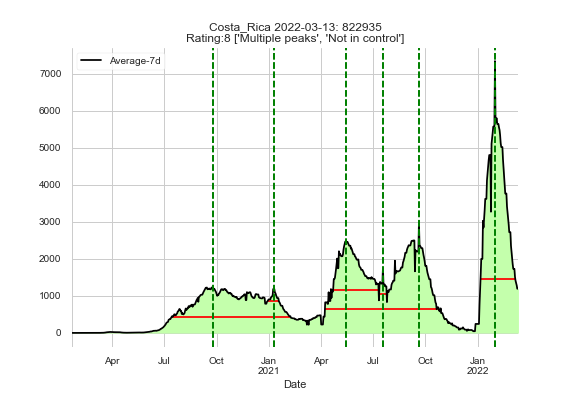 Costa_Rica 2022-03-13: 822935
Rating:8 ['Multiple peaks', 'Not in control']
Average-7d
7000
6000
5000
4000
3000
2000
1000
0
Apr Jul Oct Jan Apr Jul Oct Jan
2021 2022
Date